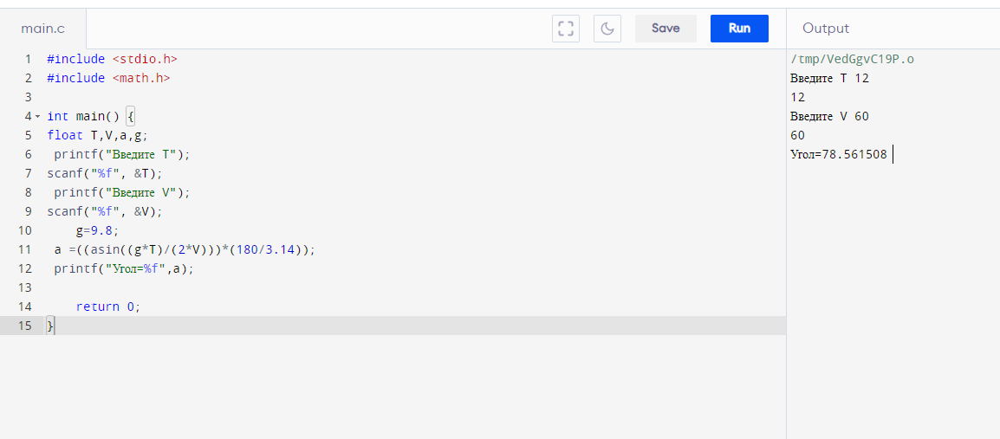 main.c
Save
Run
Output
1 #include <stdio.h>
2 #include <math.h>
3
4 int main() {
5 float T,V,a,g;
6 printf("Введите T");
7 scanf("%f", &T);
8 printf("Введите V");
9 scanf("%f", &V);
10 g=9.8;
11 a =((asin((g*T)/(2*V)))*(180/3.14));
12 printf("Угол=%f",a);
13
14 return 0;
15 }
/tmp/VedGgvC19P.o
Введите T 12
12
Введите V 60
60
Угол=78.561508